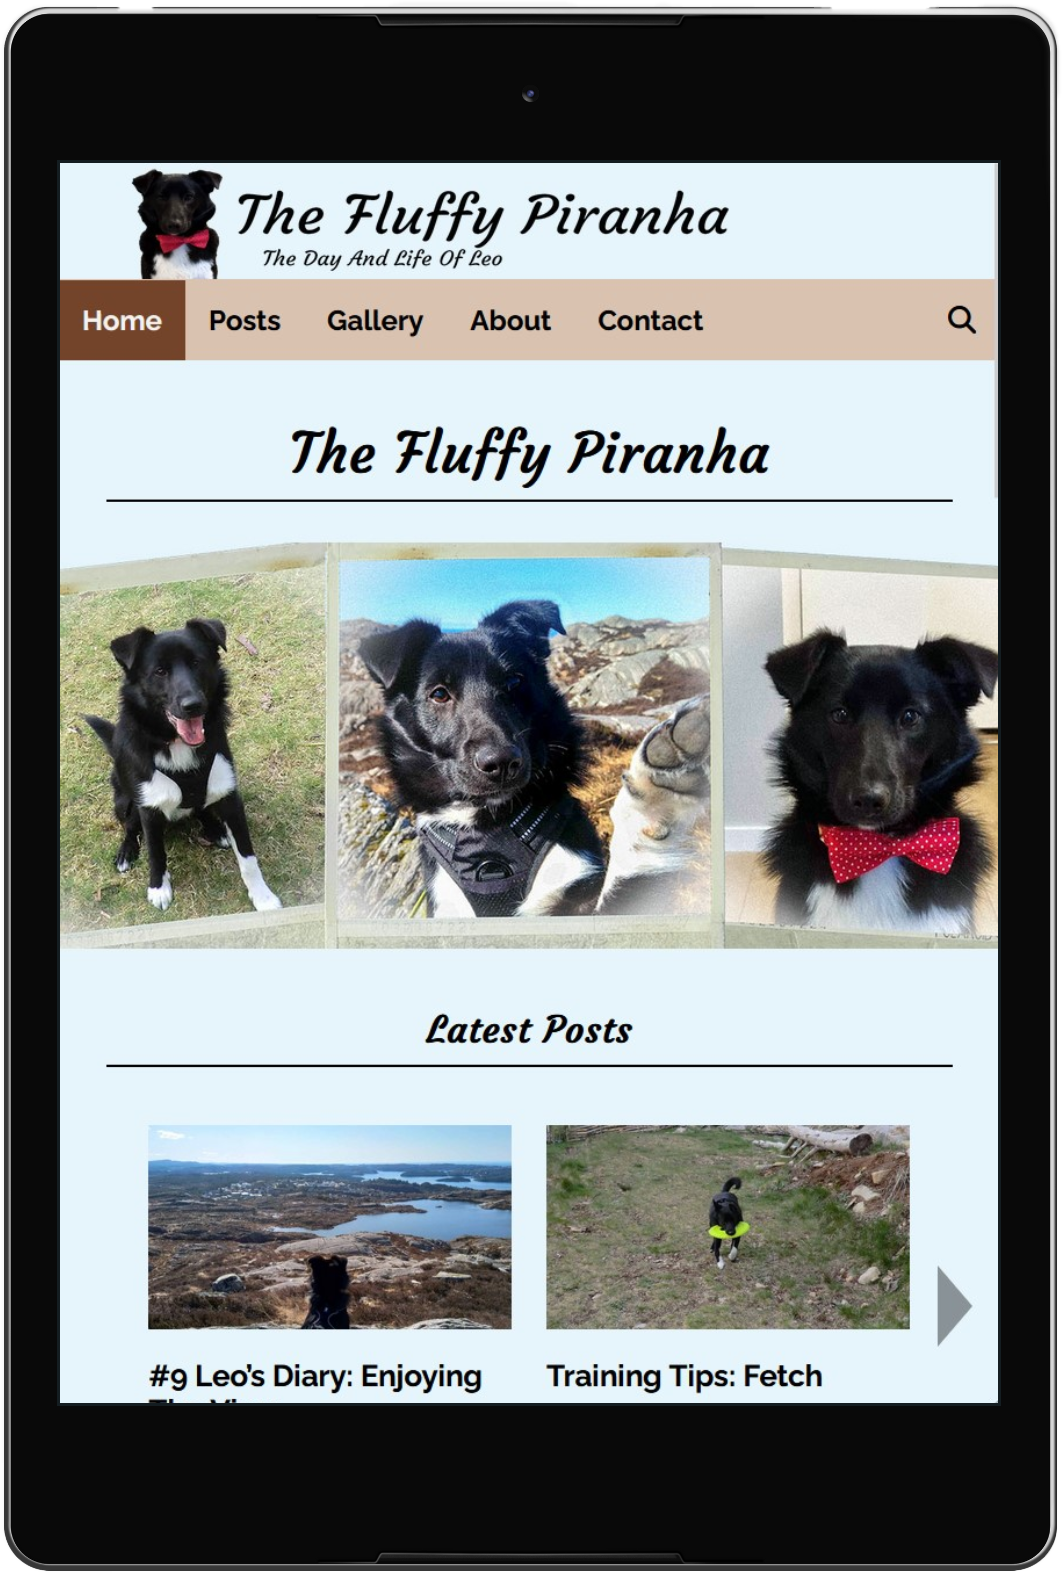 The Fluffy Piranha
The Day And Life Of Leo
Home Posts Gallery About Contact
The Fluffy Piranha
Latest Posts
#9 Leo’s Diary: Enjoying
Training Tips: Fetch